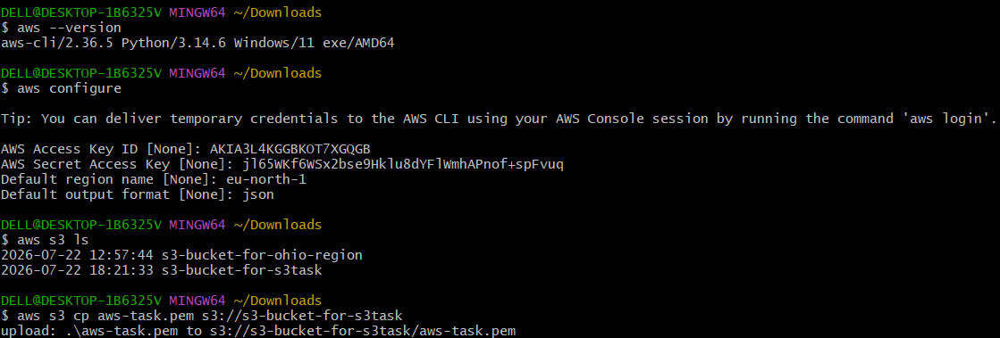 DELL@DESKTOP-1B6325V MINGW64 ~/Downloads
$ aws --version
aws-cli/2.36.5 Python/3.14.6 Windows/11 exe/AMD64
DELL@DESKTOP-1B6325V MINGW64 ~/Downloads
$ aws configure
Tip: You can deliver temporary credentials to the AWS CLI using your AWS Console session by running the command 'aws login'.
AWS Access Key ID [None]: AKIA3L4KGGBKOT7XGQGB
AWS Secret Access Key [None]: jl65WKf6WSx2bse9Hklu8dYFlWmhAPnof+spFvuq
Default region name [None]: eu-north-1
Default output format [None]: json
DELL@DESKTOP-1B6325V MINGW64 ~/Downloads
$ aws s3 ls
2026-07-22 12:57:44 s3-bucket-for-ohio-region
2026-07-22 18:21:33 s3-bucket-for-s3task
DELL@DESKTOP-1B6325V MINGW64 ~/Downloads
$ aws s3 cp aws-task.pem s3://s3-bucket-for-s3task
upload: .\aws-task.pem to s3://s3-bucket-for-s3task/aws-task.pem